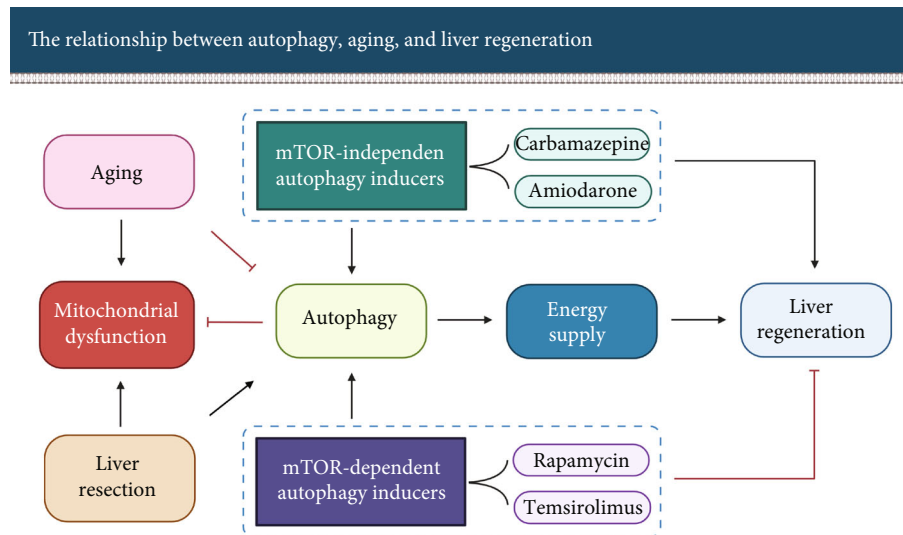 The relationship between autophagy, aging, and liver regeneration
Aging
mTOR-independen
autophagy inducers
Carbamazepine
Amiodarone
Mitochondrial
dysfunction
Autophagy
Energy
supply
Liver
regeneration
Liver
resection
mTOR-dependent
autophagy inducers
Rapamycin
Temsirolimus